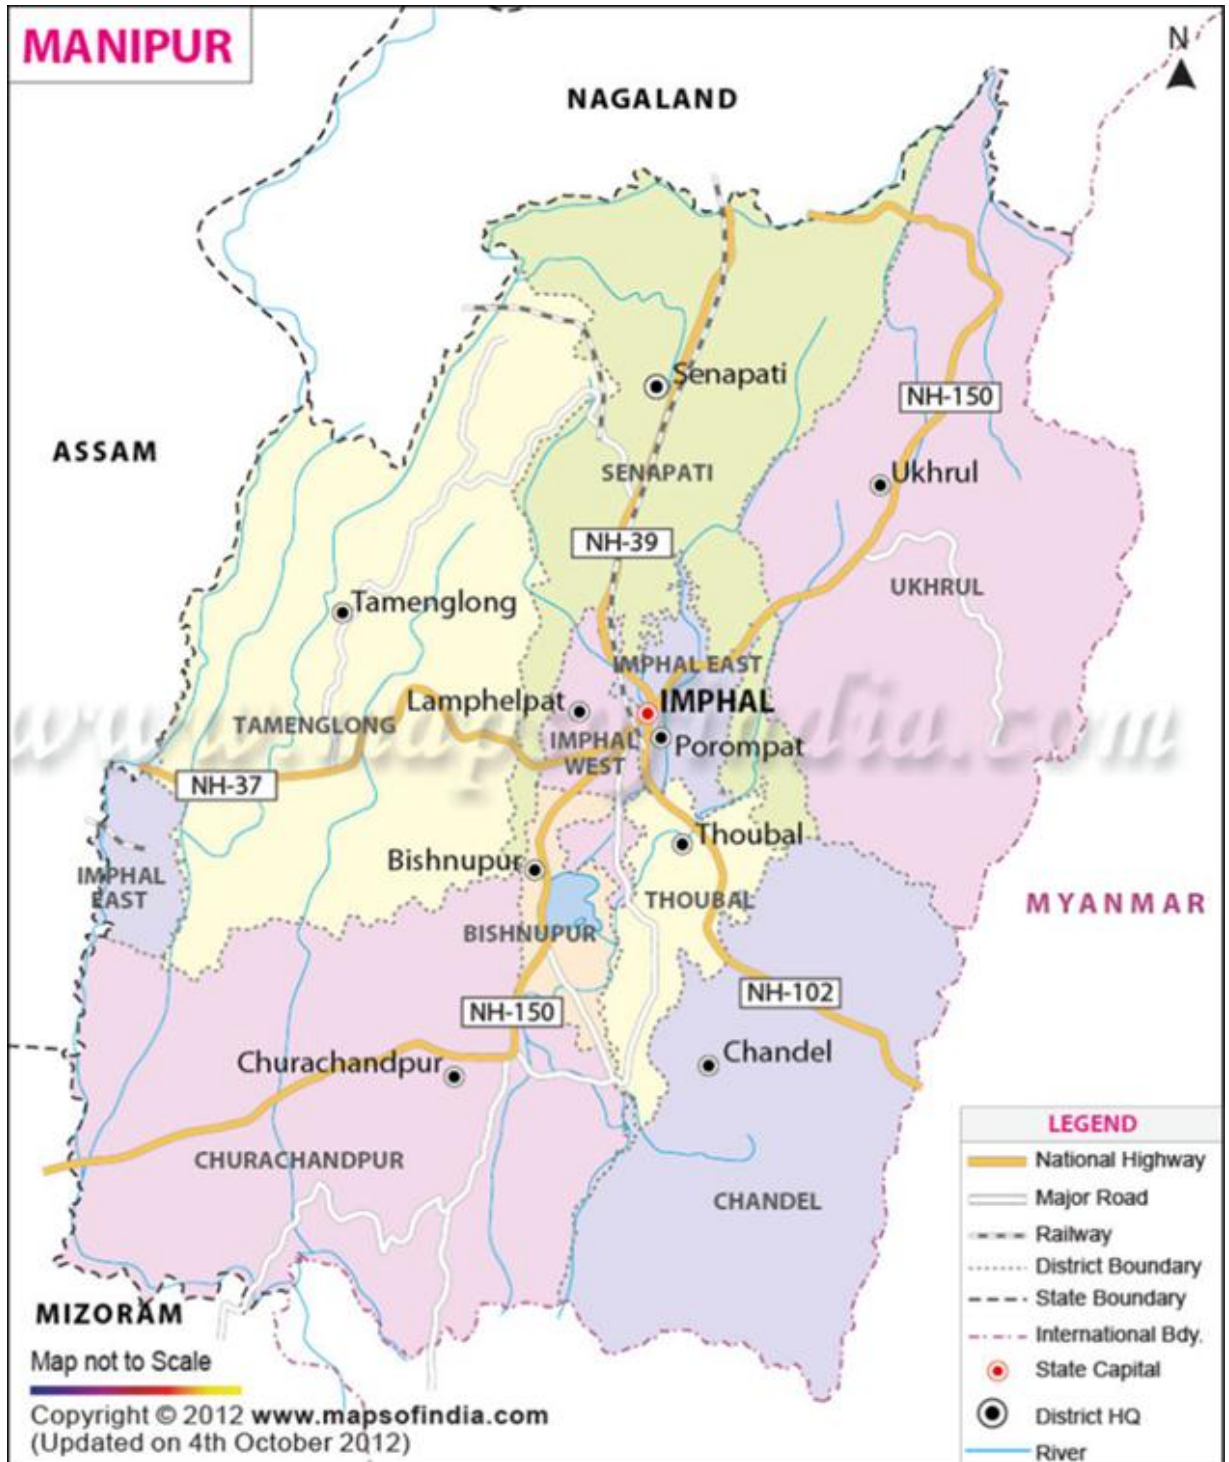 MANIPUR
N
NAGALAND
ASSAM
Senapati
NH-150
SENAPATI
Ukhrul
NH-39
UKHRUL
Tamenglong
IMPHAL EAST
Lamphelpat
IMPHAL
TAMENGLONG
IMPHAL
WEST
Porompat
www.mapsofindia.com
NH-37
Thoubal
Bishnupur
IMPHAL
EAST
THOUBAL
MYANMAR
BISHNUPUR
NH-102
NH-150
Chandel
Churachandpur
CHURACHANDPUR
CHANDEL
LEGEND
National Highway
Major Road
Railway
District Boundary
State Boundary
International Bdy.
State Capital
District HQ
River
MIZORAM
Map not to Scale
Copyright © 2012 www.mapsofindia.com
(Updated on 4th October 2012)